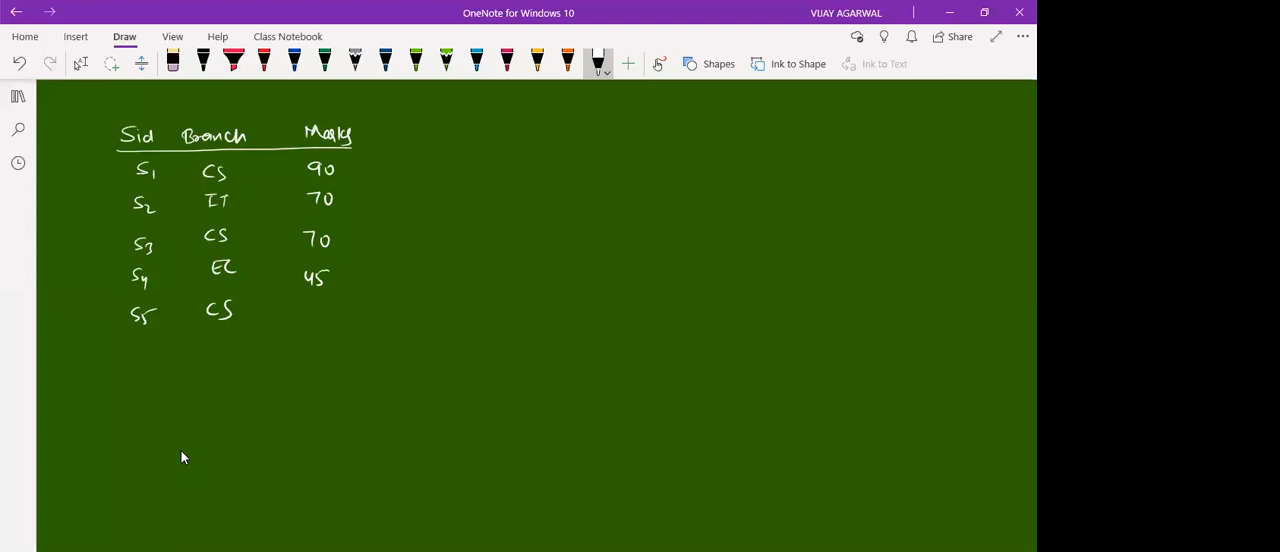 OneNote for Windows 10
VIJAY AGARWAL
Home Insert Draw View Help Class Notebook
Share
Shapes Ink to Shape Ink to Text
Sid Branch Marks
S1 CS 90
S2 IT 70
S3 CS 70
S4 EC 45
S5 CS